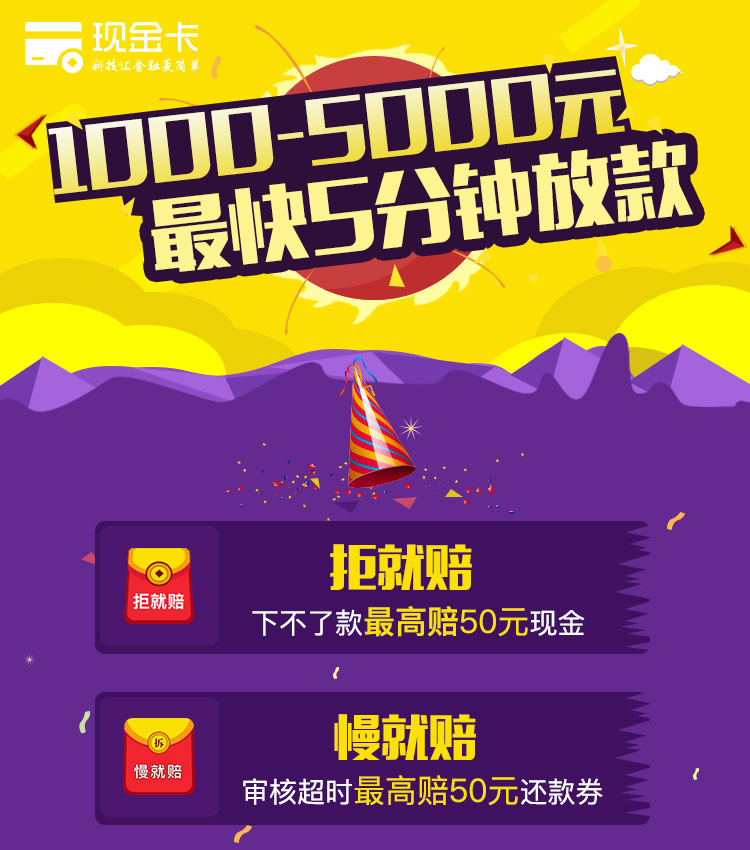 现金卡
科技让金融更简单
1000-5000元
最快5分钟放款
拒就赔
拒就赔
下不了款最高赔50元现金
拆
慢就赔
慢就赔
审核超时最高赔50元还款券